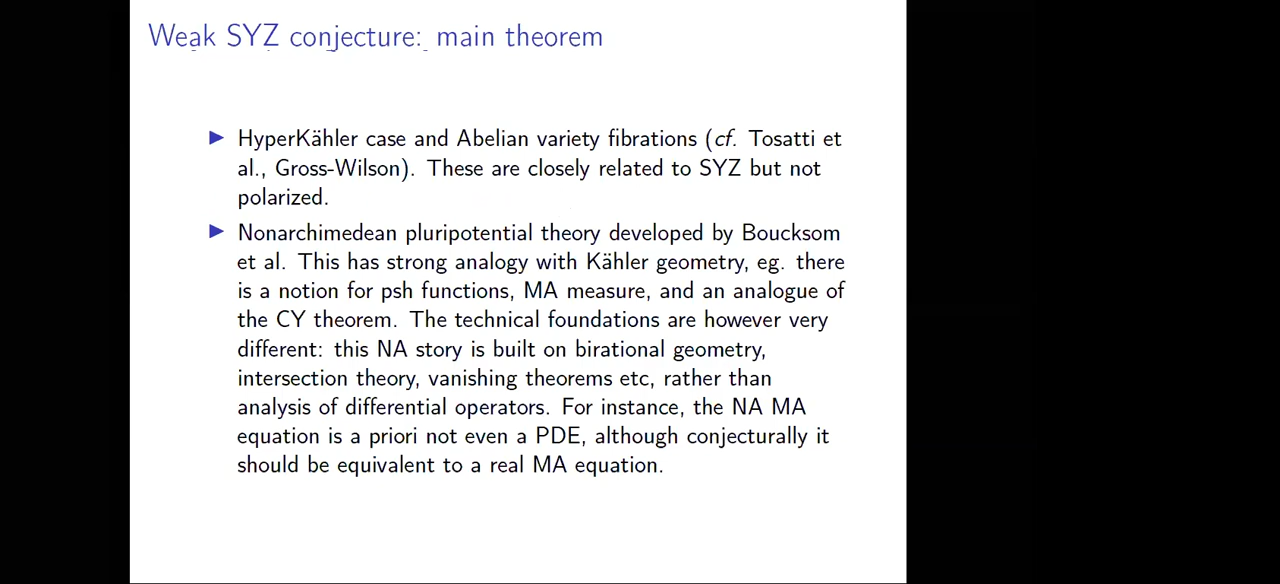 Weak SYZ conjecture: main theorem
▶ HyperKähler case and Abelian variety fibrations (cf. Tosatti et
al., Gross-Wilson). These are closely related to SYZ but not
polarized.
▶ Nonarchimedean pluripotential theory developed by Boucksom
et al. This has strong analogy with Kähler geometry, eg. there
is a notion for psh functions, MA measure, and an analogue of
the CY theorem. The technical foundations are however very
different: this NA story is built on birational geometry,
intersection theory, vanishing theorems etc, rather than
analysis of differential operators. For instance, the NA MA
equation is a priori not even a PDE, although conjecturally it
should be equivalent to a real MA equation.